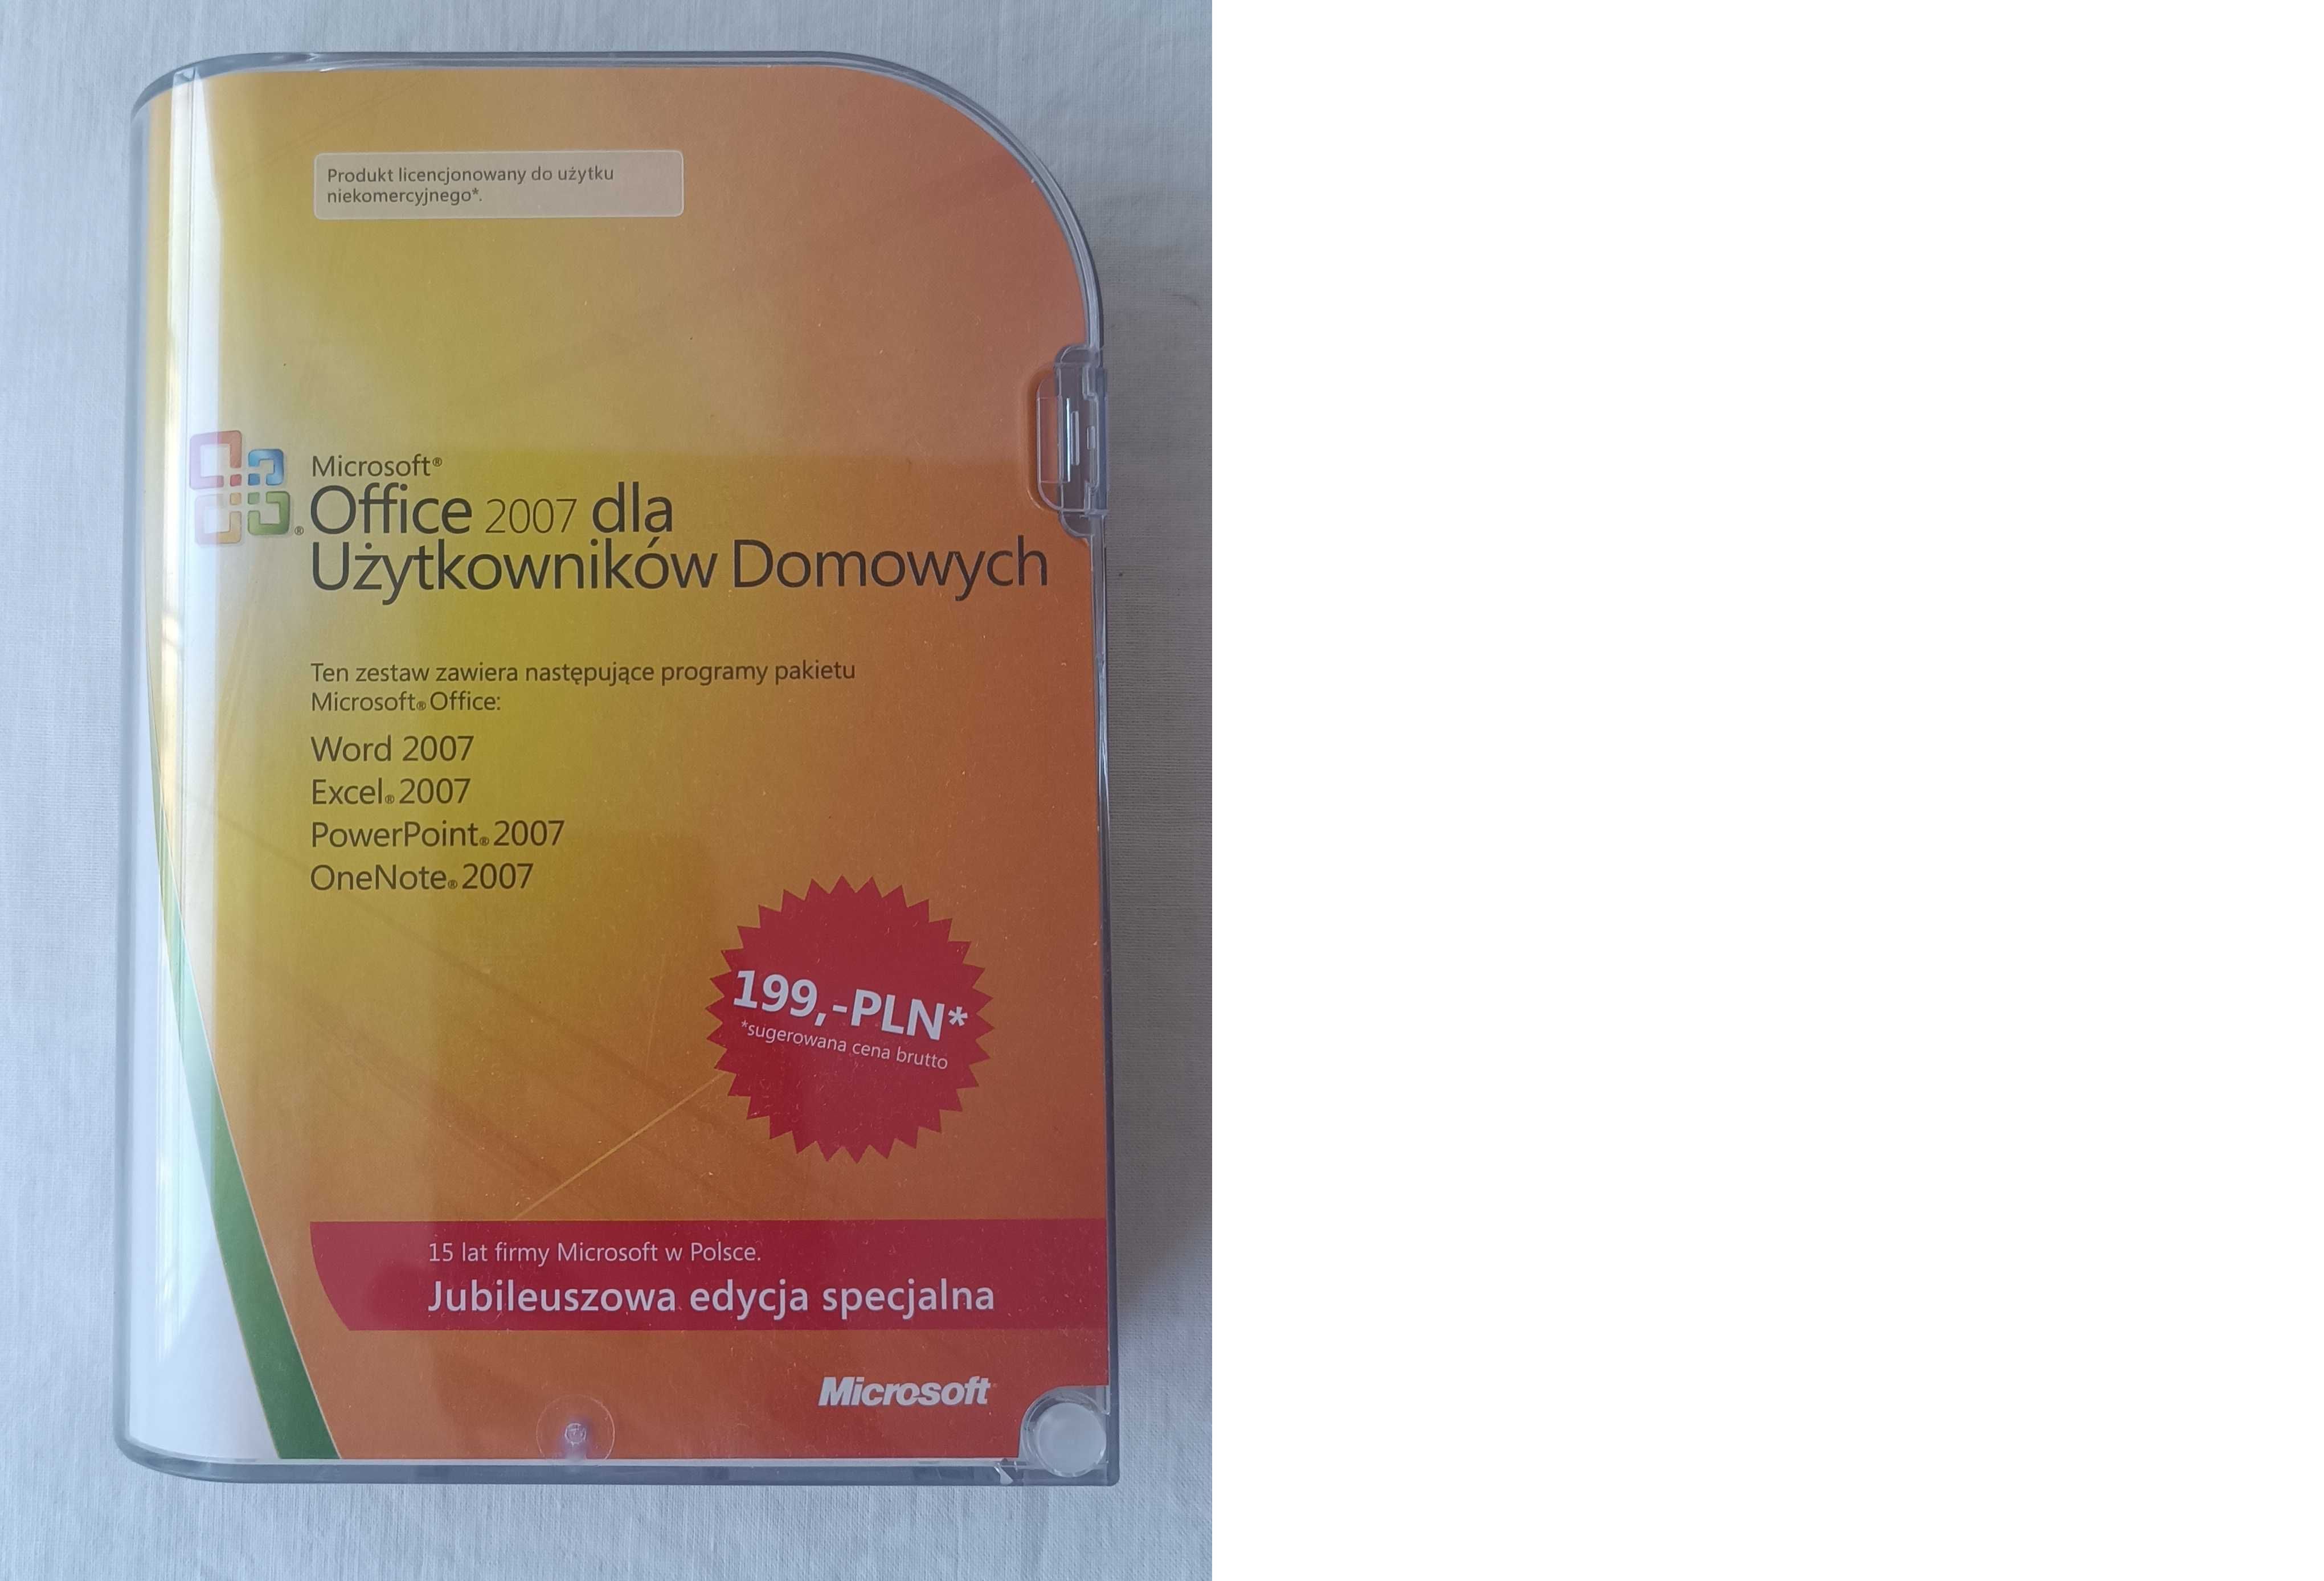 Produkt licencjonowany do użytku
niekomercyjnego*.
Microsoft®
Office 2007 dla
®
Użytkowników Domowych
Ten zestaw zawiera następujące programy pakietu
Microsoft® Office:
Word 2007
Excel® 2007
PowerPoint® 2007
OneNote® 2007
199,-PLN*
*sugerowana cena brutto
15 lat firmy Microsoft w Polsce.
Jubileuszowa edycja specjalna
Microsoft